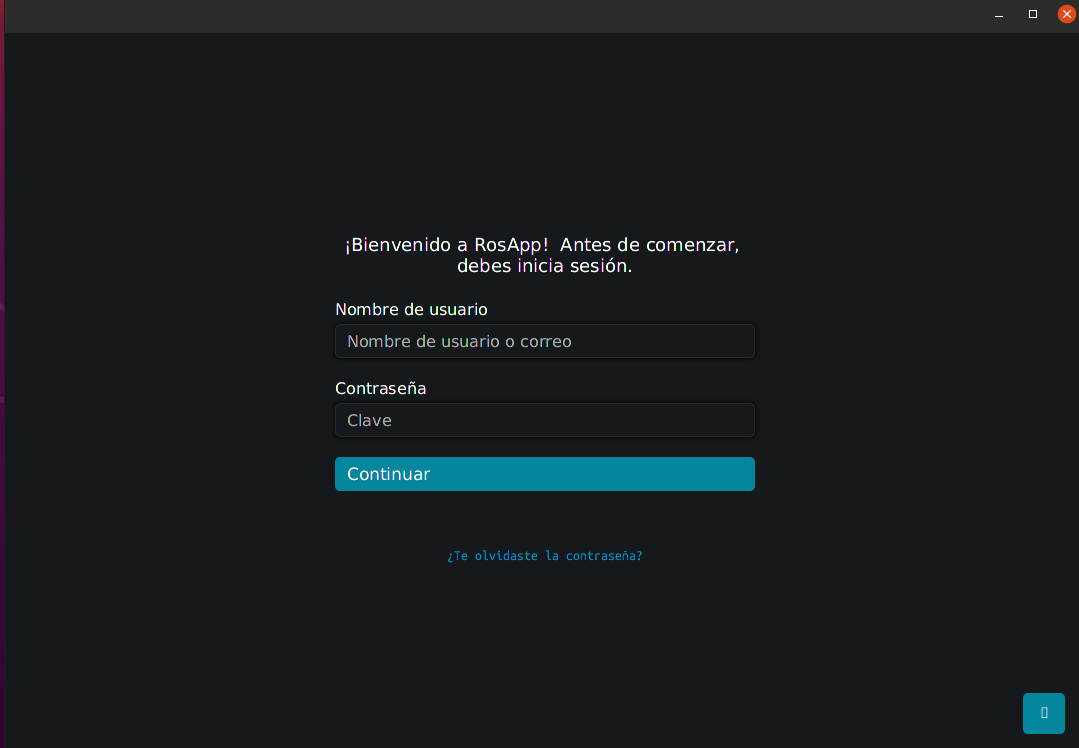 ¡Bienvenido a RosApp!  Antes de comenzar,
debes inicia sesión.
Nombre de usuario
Nombre de usuario o correo
Contraseña
Clave
Continuar
¿Te olvidaste la contraseña?